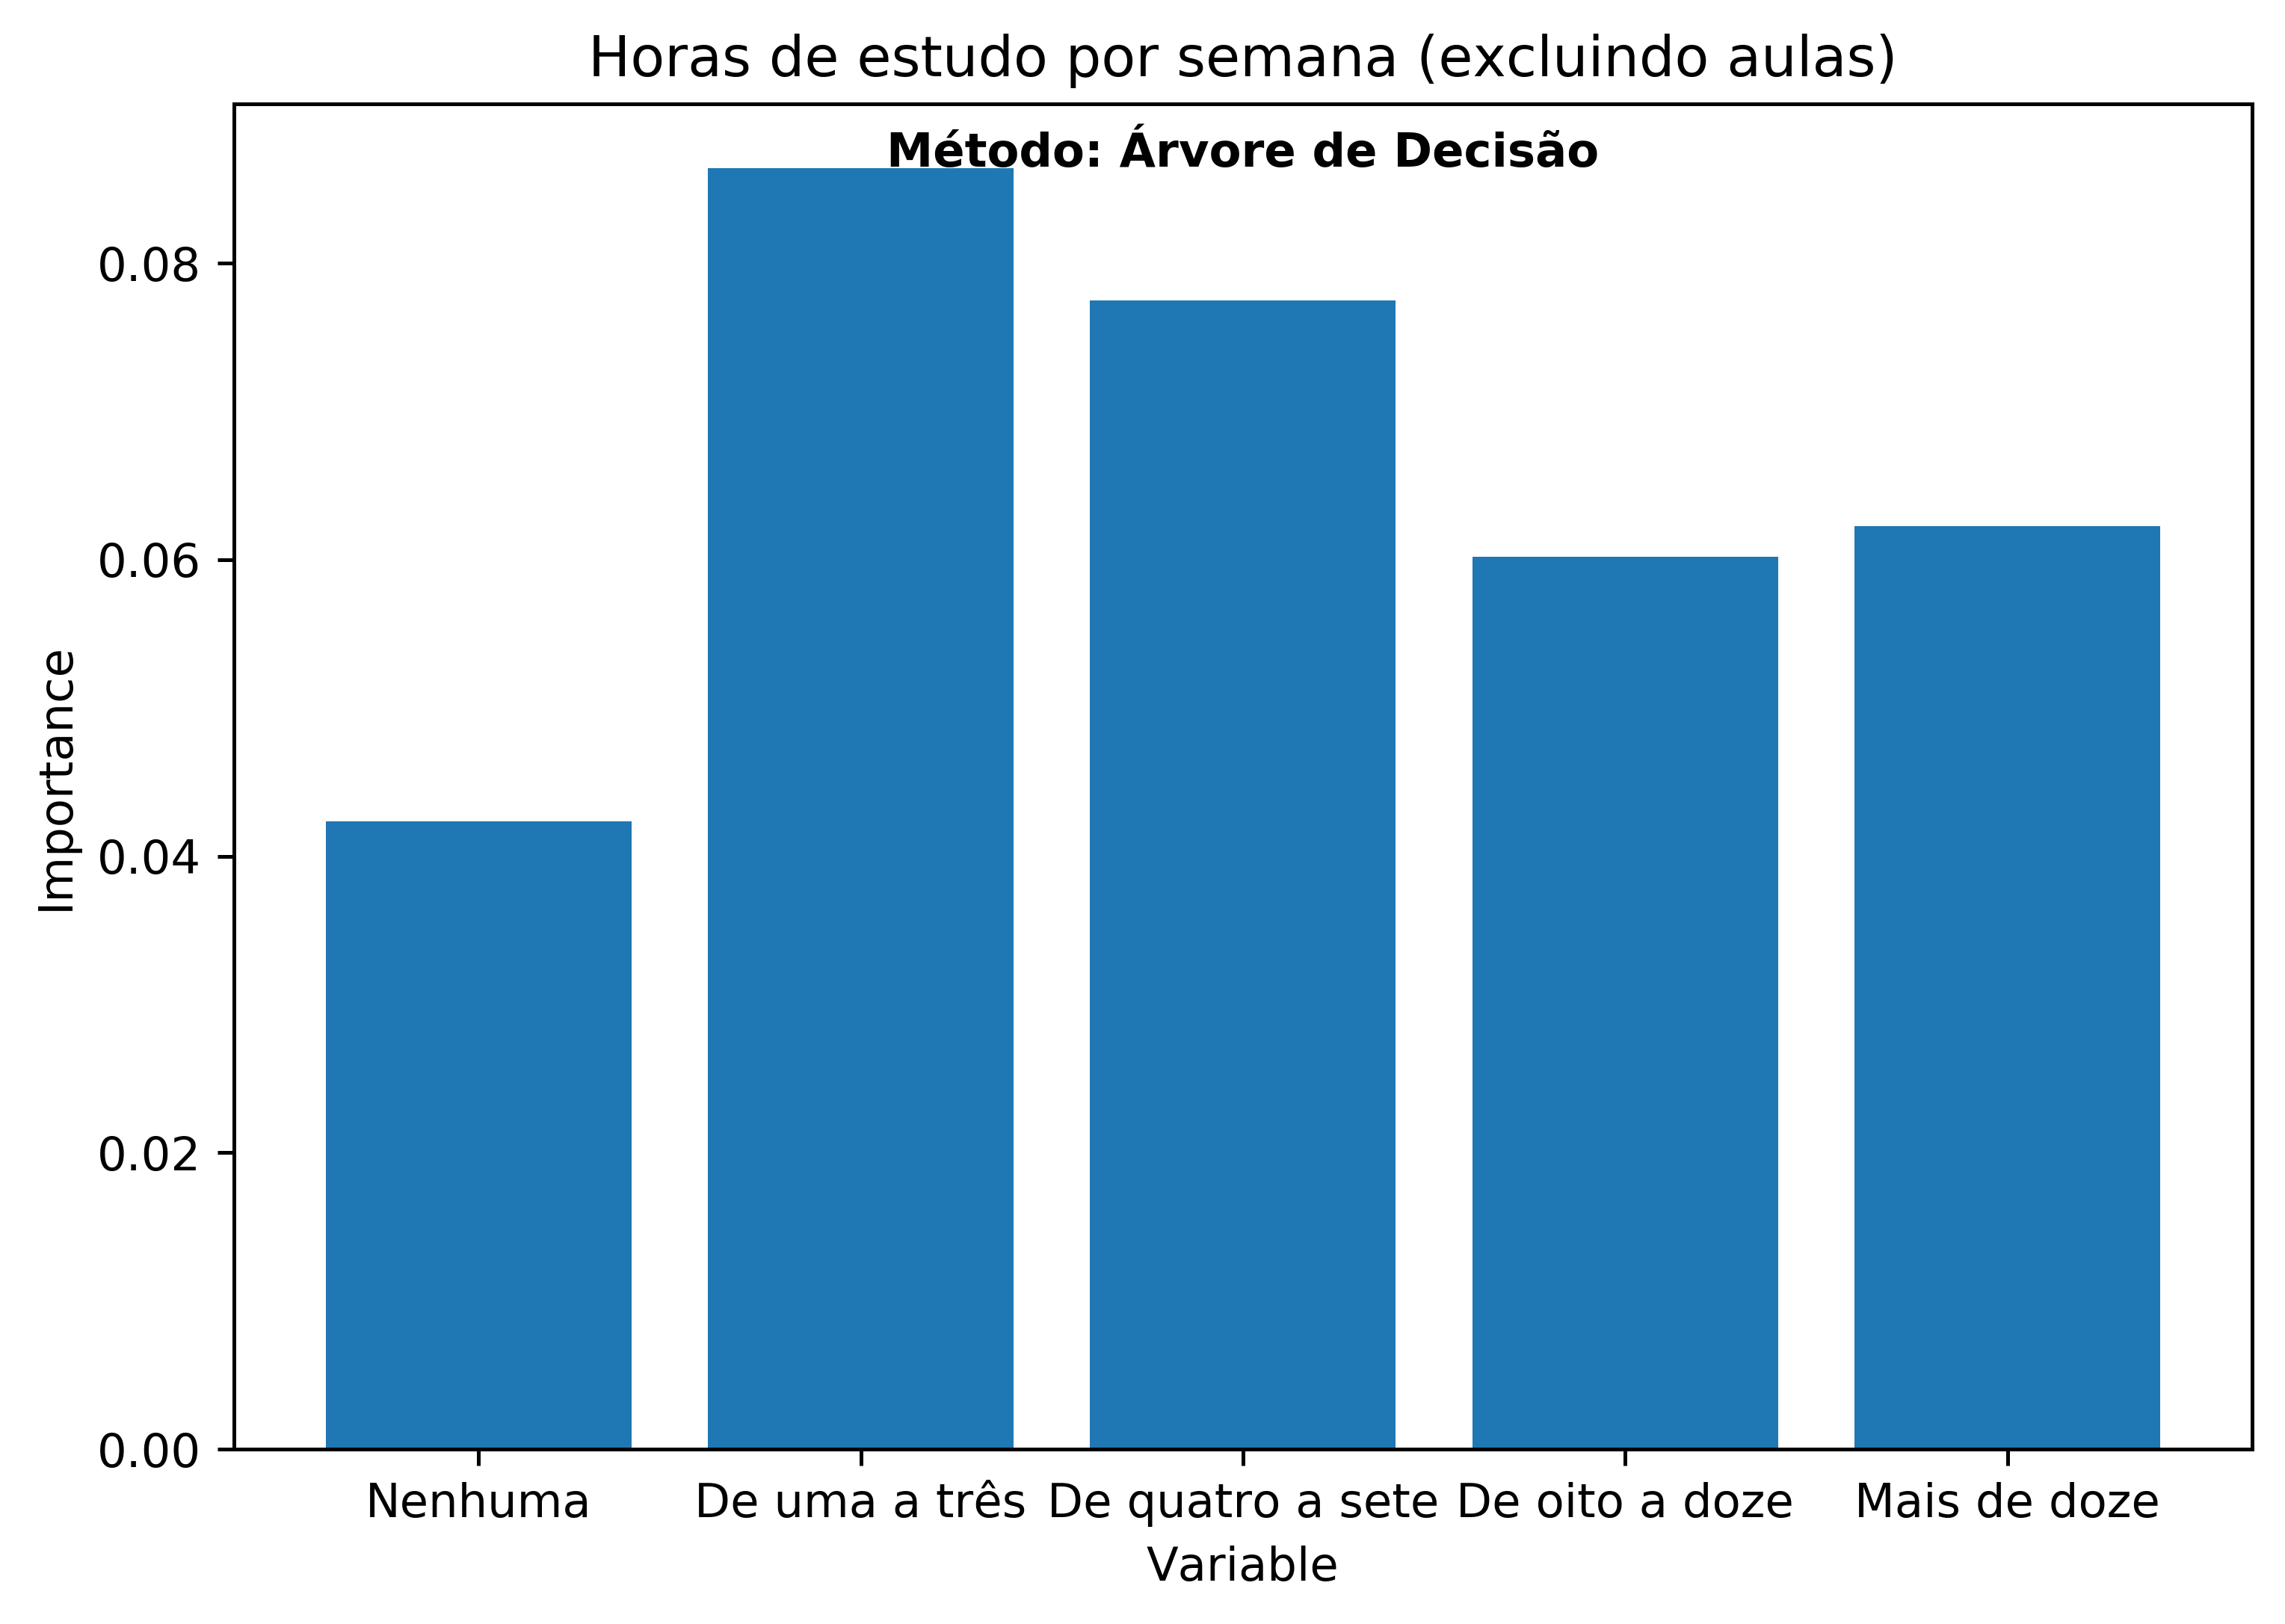 Horas de estudo por semana (excluindo aulas)
Método: Árvore de Decisão
0.08
0.06
0.04
0.02
0.00
Importance
Nenhuma De uma a três De quatro a sete De oito a doze Mais de doze
Variable